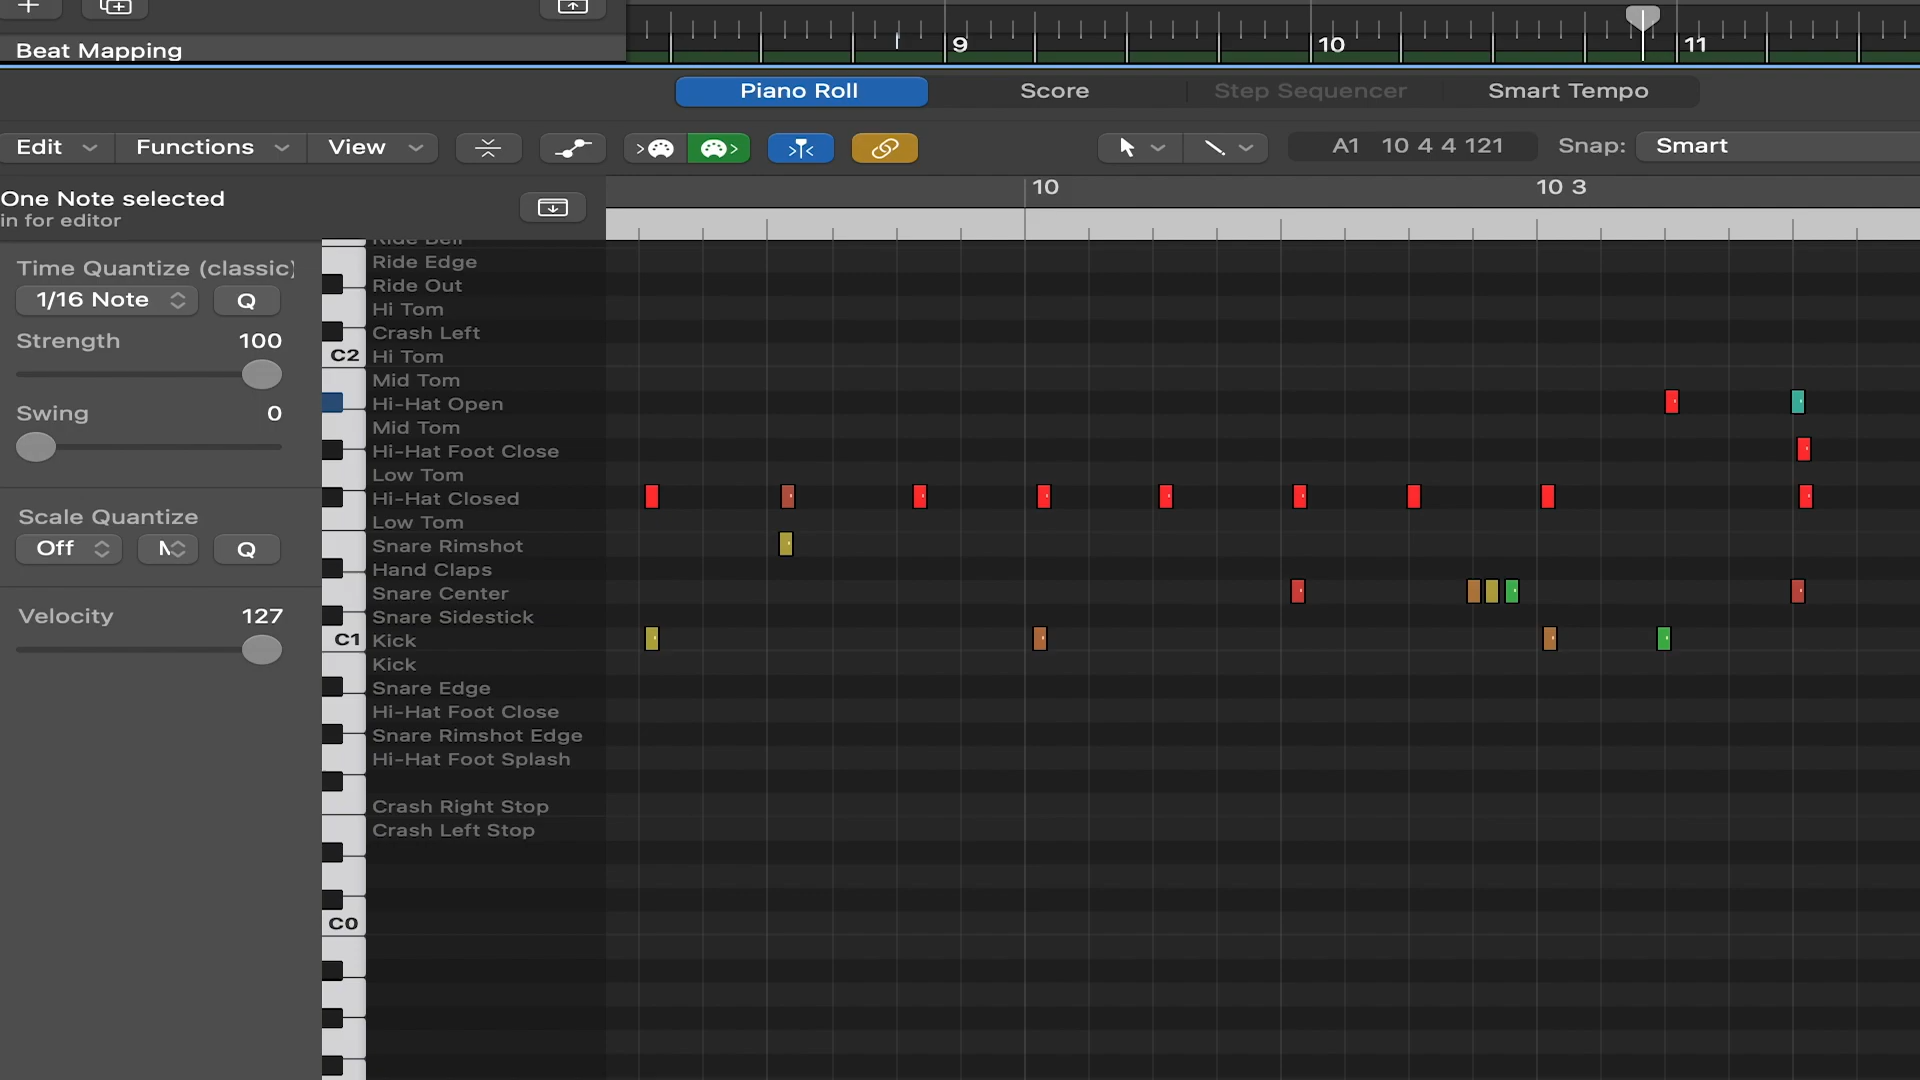 Beat Mapping
9 10 11
Piano Roll Score Step Sequencer Smart Tempo
Edit Functions View A1 10 4 4 121 Snap: Smart
One Note selected
in for editor
10 10 3
Time Quantize (classic)
1/16 Note Q
Strength 100
Swing 0
Scale Quantize
Off Q
Velocity 127
Ride Bell
Ride Edge
Ride Out
Hi Tom
Crash Left
C2 Hi Tom
Mid Tom
Hi-Hat Open
Mid Tom
Hi-Hat Foot Close
Low Tom
Hi-Hat Closed
Low Tom
Snare Rimshot
Hand Claps
Snare Center
Snare Sidestick
C1 Kick
Kick
Snare Edge
Hi-Hat Foot Close
Snare Rimshot Edge
Hi-Hat Foot Splash
Crash Right Stop
Crash Left Stop
C0